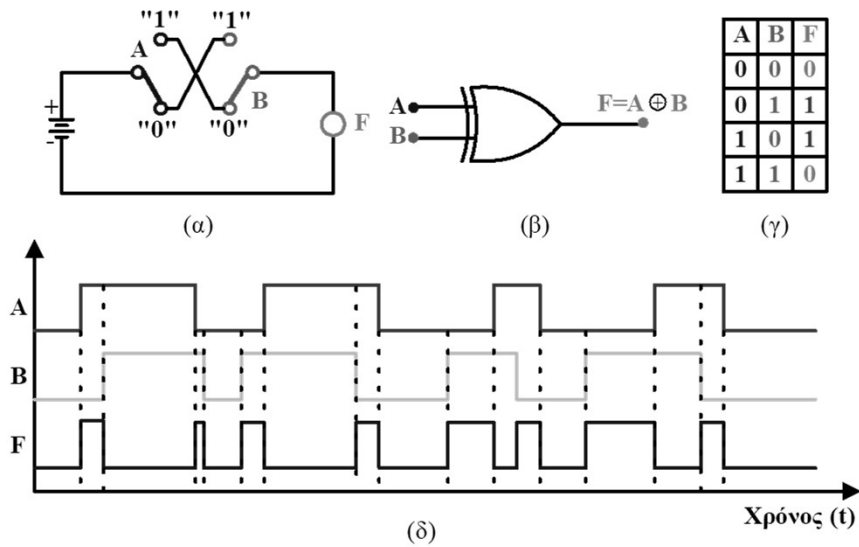 "1" "1"
A
+
-
B
F
"0" "0"
(α)
A
B
F=A ⊕ B
(β)
A B F
0 0 0
0 1 1
1 0 1
1 1 0
(γ)
A
B
F
Χρόνος (t)
(δ)